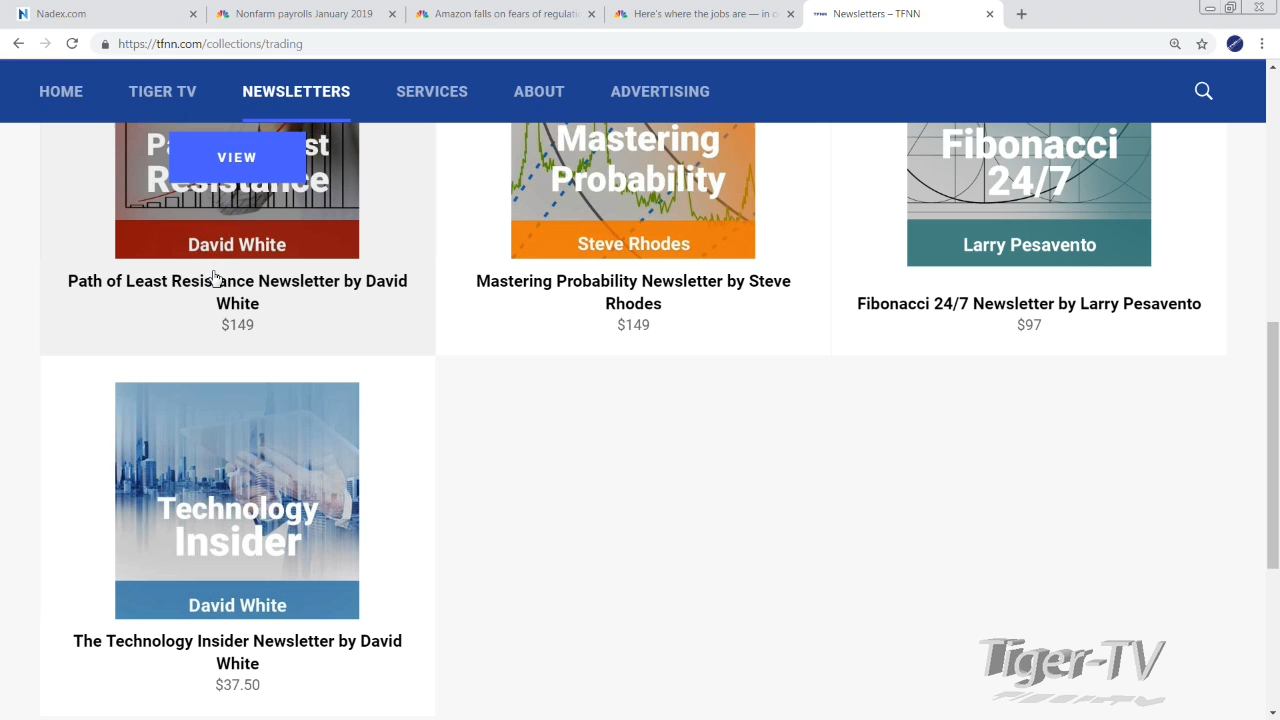 Nadex.com
Nonfarm payrolls January 2019
Amazon falls on fears of regulati
Here's where the jobs are — in c
Newsletters – TFNN
https://tfnn.com/collections/trading
HOME TIGER TV NEWSLETTERS SERVICES ABOUT ADVERTISING
VIEW
Resistance
David White
Path of Least Resistance Newsletter by David
White
$149
Mastering
Probability
Steve Rhodes
Mastering Probability Newsletter by Steve
Rhodes
$149
Fibonacci
24/7
Larry Pesavento
Fibonacci 24/7 Newsletter by Larry Pesavento
$97
Technology
Insider
David White
The Technology Insider Newsletter by David
White
$37.50
Tiger-TV